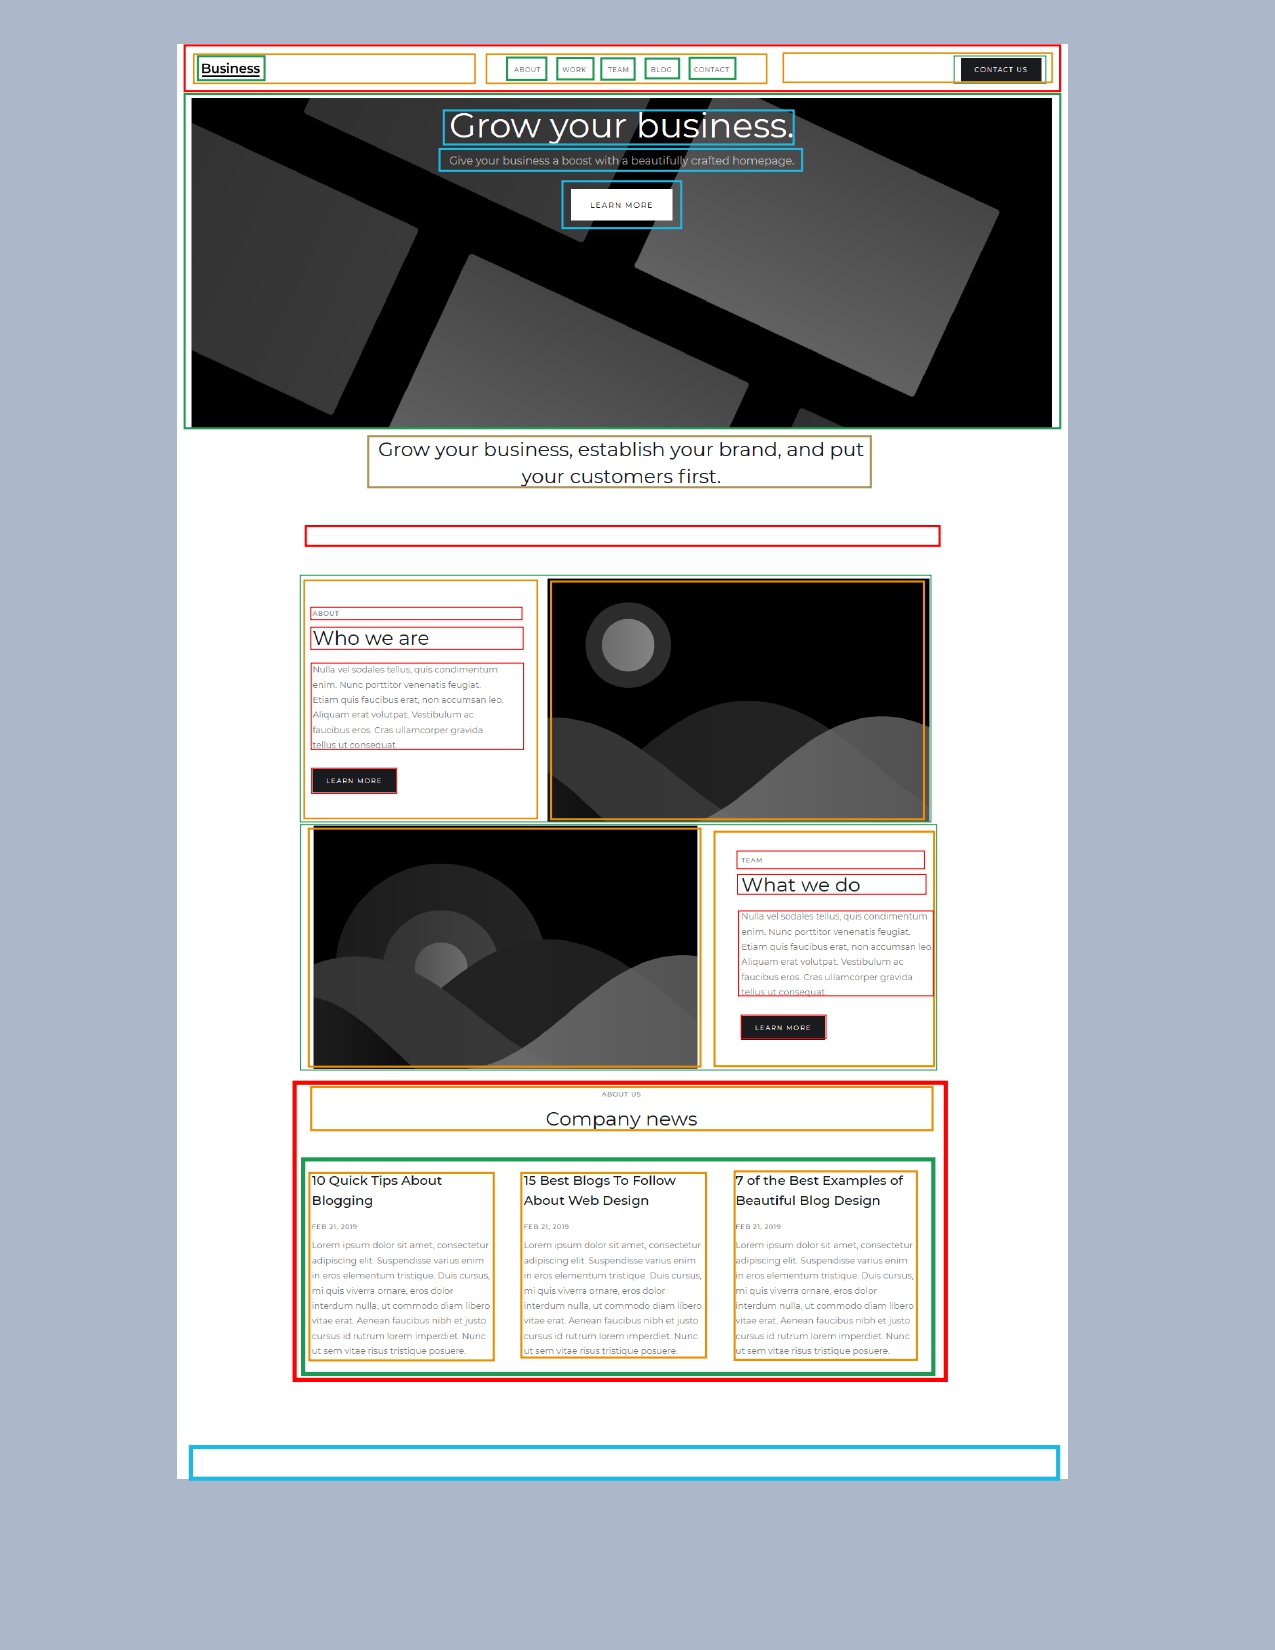 Business
ABOUT WORK TEAM BLOG CONTACT
CONTACT US
Grow your business.
Give your business a boost with a beautifully crafted homepage.
LEARN MORE
Grow your business, establish your brand, and put
your customers first.
ABOUT
Who we are
Nulla vel sodales tellus, quis condimentum
enim. Nunc porttitor venenatis feugiat.
Etiam quis faucibus erat, non accumsan leo.
Aliquam erat volutpat. Vestibulum ac
faucibus eros. Cras ullamcorper gravida
tellus ut consequat.
LEARN MORE
TEAM
What we do
Nulla vel sodales tellus, quis condimentum
enim. Nunc porttitor venenatis feugiat.
Etiam quis faucibus erat, non accumsan leo.
Aliquam erat volutpat. Vestibulum ac
faucibus eros. Cras ullamcorper gravida
tellus ut consequat.
LEARN MORE
ABOUT US
Company news
10 Quick Tips About
Blogging
FEB 21, 2019
Lorem ipsum dolor sit amet, consectetur
adipiscing elit. Suspendisse varius enim
in eros elementum tristique. Duis cursus,
mi quis viverra ornare, eros dolor
interdum nulla, ut commodo diam libero
vitae erat. Aenean faucibus nibh et justo
cursus id rutrum lorem imperdiet. Nunc
ut sem vitae risus tristique posuere.
15 Best Blogs To Follow
About Web Design
FEB 21, 2019
Lorem ipsum dolor sit amet, consectetur
adipiscing elit. Suspendisse varius enim
in eros elementum tristique. Duis cursus,
mi quis viverra ornare, eros dolor
interdum nulla, ut commodo diam libero
vitae erat. Aenean faucibus nibh et justo
cursus id rutrum lorem imperdiet. Nunc
ut sem vitae risus tristique posuere.
7 of the Best Examples of
Beautiful Blog Design
FEB 21, 2019
Lorem ipsum dolor sit amet, consectetur
adipiscing elit. Suspendisse varius enim
in eros elementum tristique. Duis cursus,
mi quis viverra ornare, eros dolor
interdum nulla, ut commodo diam libero
vitae erat. Aenean faucibus nibh et justo
cursus id rutrum lorem imperdiet. Nunc
ut sem vitae risus tristique posuere.